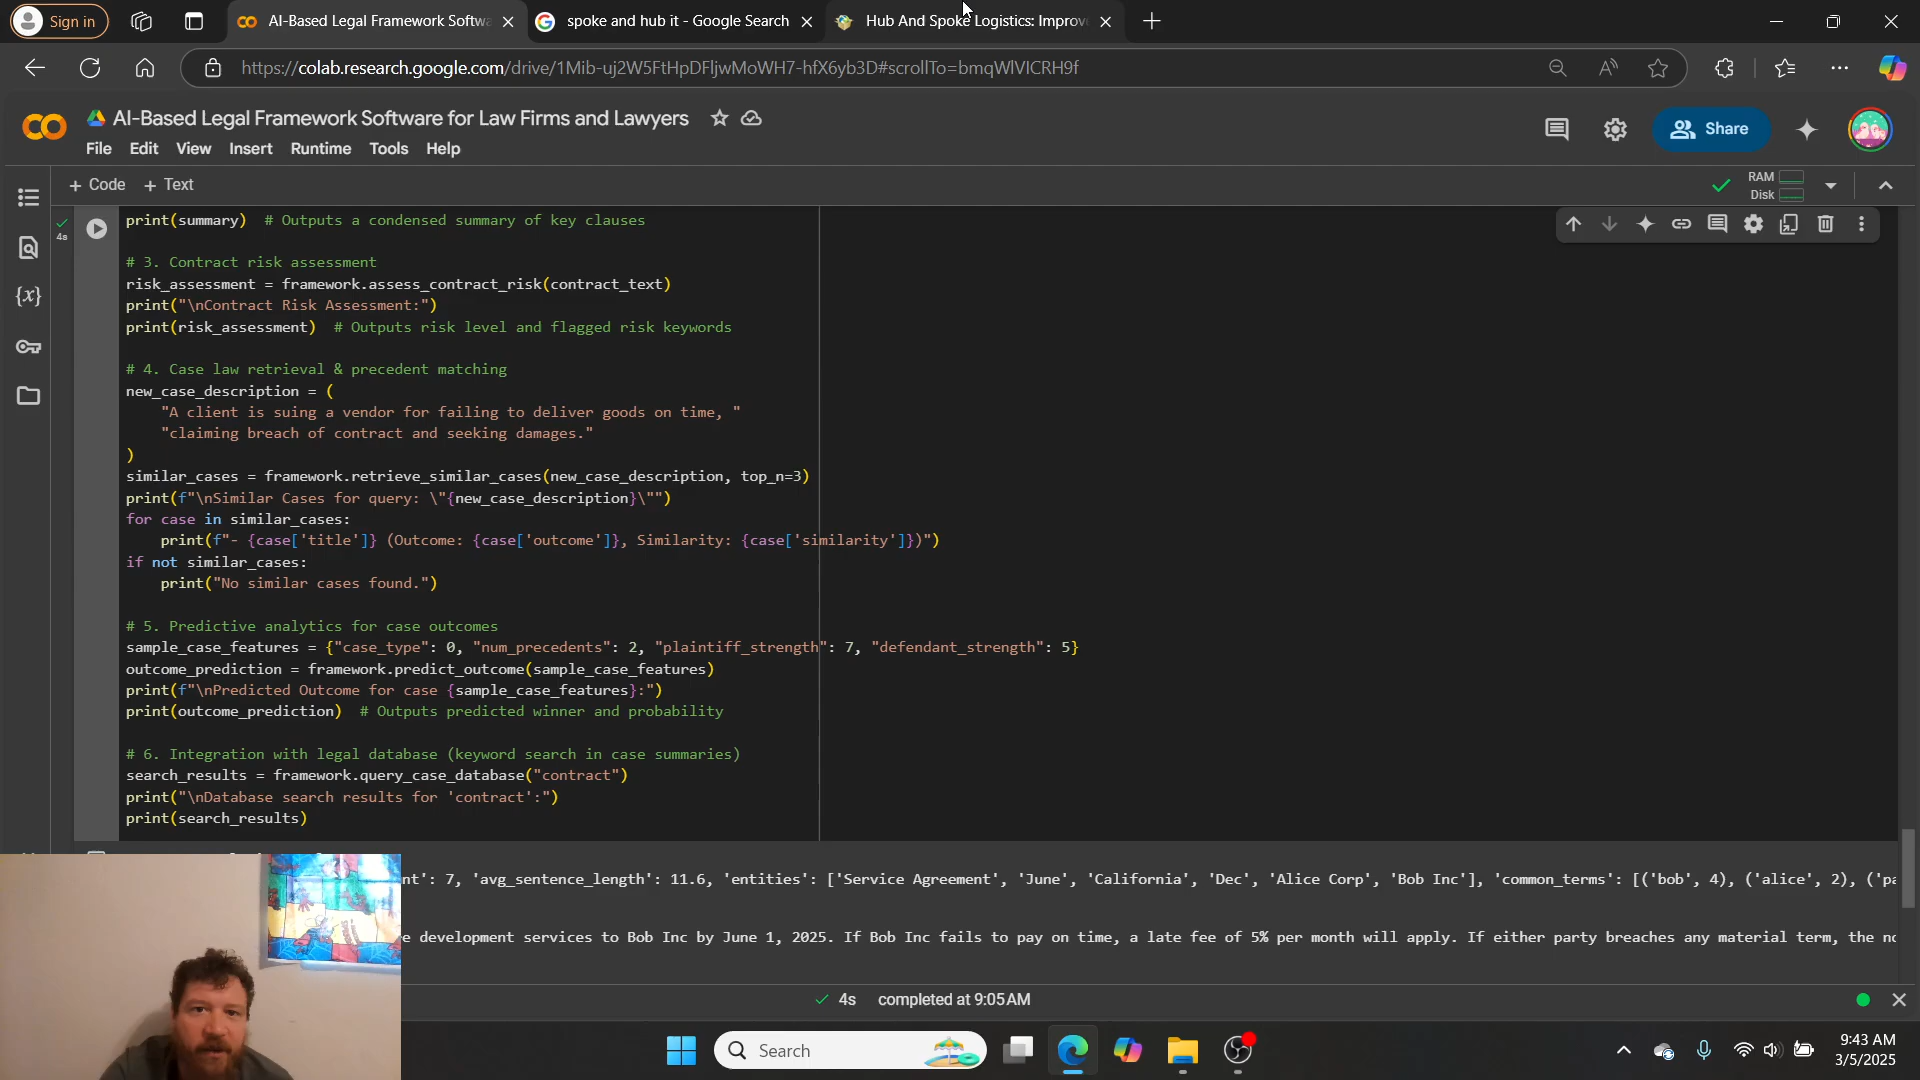 Sign in
AI-Based Legal Framework Softwa
spoke and hub it - Google Search
Hub And Spoke Logistics: Improv
https://colab.research.google.com/drive/1Mib-uj2W5FtHpDFljwMoWH7-hfX6yb3D#scrollTo=bmqWlVICRH9f
AI-Based Legal Framework Software for Law Firms and Lawyers
File Edit View Insert Runtime Tools Help
Share
+ Code + Text
RAM
Disk
4s
print(summary)  # Outputs a condensed summary of key clauses
# 3. Contract risk assessment
risk_assessment = framework.assess_contract_risk(contract_text)
print("\nContract Risk Assessment:")
print(risk_assessment)  # Outputs risk level and flagged risk keywords
# 4. Case law retrieval & precedent matching
new_case_description = (
"A client is suing a vendor for failing to deliver goods on time, "
"claiming breach of contract and seeking damages."
)
similar_cases = framework.retrieve_similar_cases(new_case_description, top_n=3)
print(f"\nSimilar Cases for query: \"{new_case_description}\"")
for case in similar_cases:
print(f"- {case['title']} (Outcome: {case['outcome']}, Similarity: {case['similarity']})")
if not similar_cases:
print("No similar cases found.")
# 5. Predictive analytics for case outcomes
sample_case_features = {"case_type": 0, "num_precedents": 2, "plaintiff_strength": 7, "defendant_strength": 5}
outcome_prediction = framework.predict_outcome(sample_case_features)
print(f"\nPredicted Outcome for case {sample_case_features}:")
print(outcome_prediction)  # Outputs predicted winner and probability
# 6. Integration with legal database (keyword search in case summaries)
search_results = framework.query_case_database("contract")
print("\nDatabase search results for 'contract':")
print(search_results)
nt': 7, 'avg_sentence_length': 11.6, 'entities': ['Service Agreement', 'June', 'California', 'Dec', 'Alice Corp', 'Bob Inc'], 'common_terms': [('bob', 4), ('alice', 2), ('pa
e development services to Bob Inc by June 1, 2025. If Bob Inc fails to pay on time, a late fee of 5% per month will apply. If either party breaches any material term, the no
4s completed at 9:05 AM
Search
9:43 AM
3/5/2025